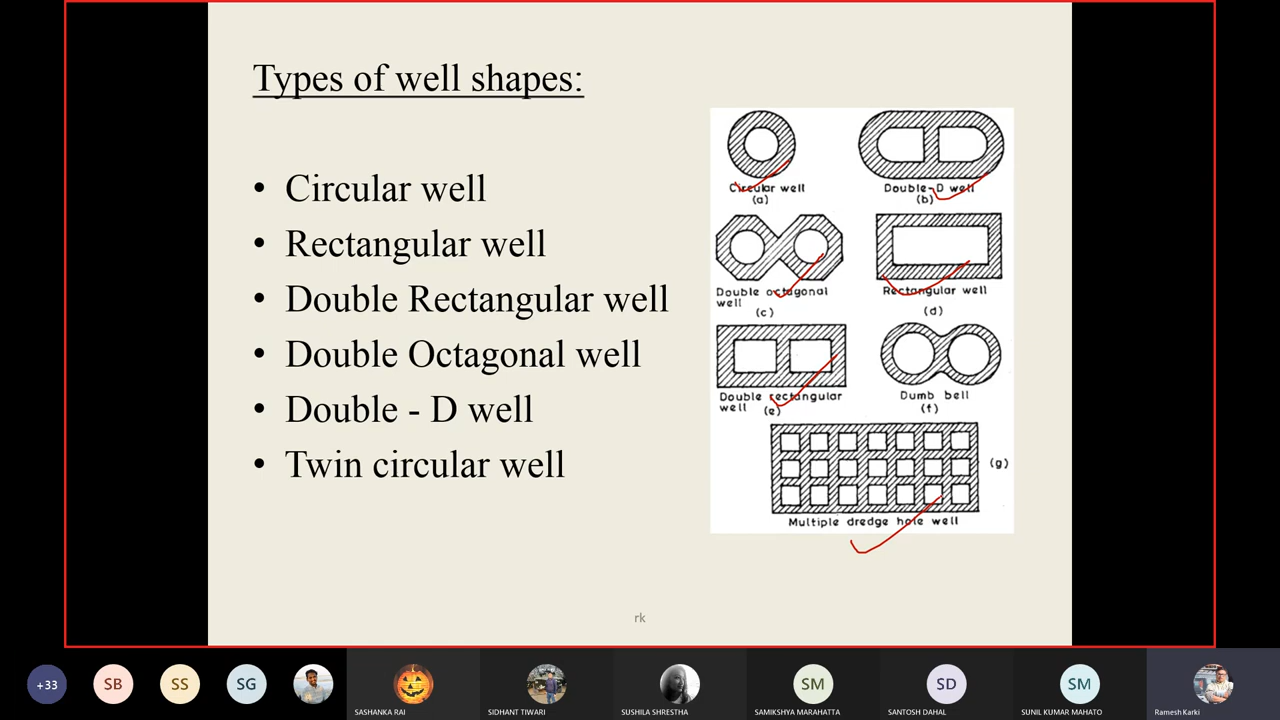 Types of well shapes:
• Circular well
• Rectangular well
• Double Rectangular well
• Double Octagonal well
• Double - D well
• Twin circular well
Circular well
(a)
Double-D well
(b)
Double octagonal
well
(c)
Rectangular well
(d)
Double rectangular
well (e)
Dumb bell
(f)
(g)
Multiple dredge hole well
rk
+33
SB
SS
SG
SASHANKA RAI
SIDHANT TIWARI
SUSHILA SHRESTHA
SM
SAMIKSHYA MARAHATTA
SD
SANTOSH DAHAL
SM
SUNIL KUMAR MAHATO
Ramesh Karki